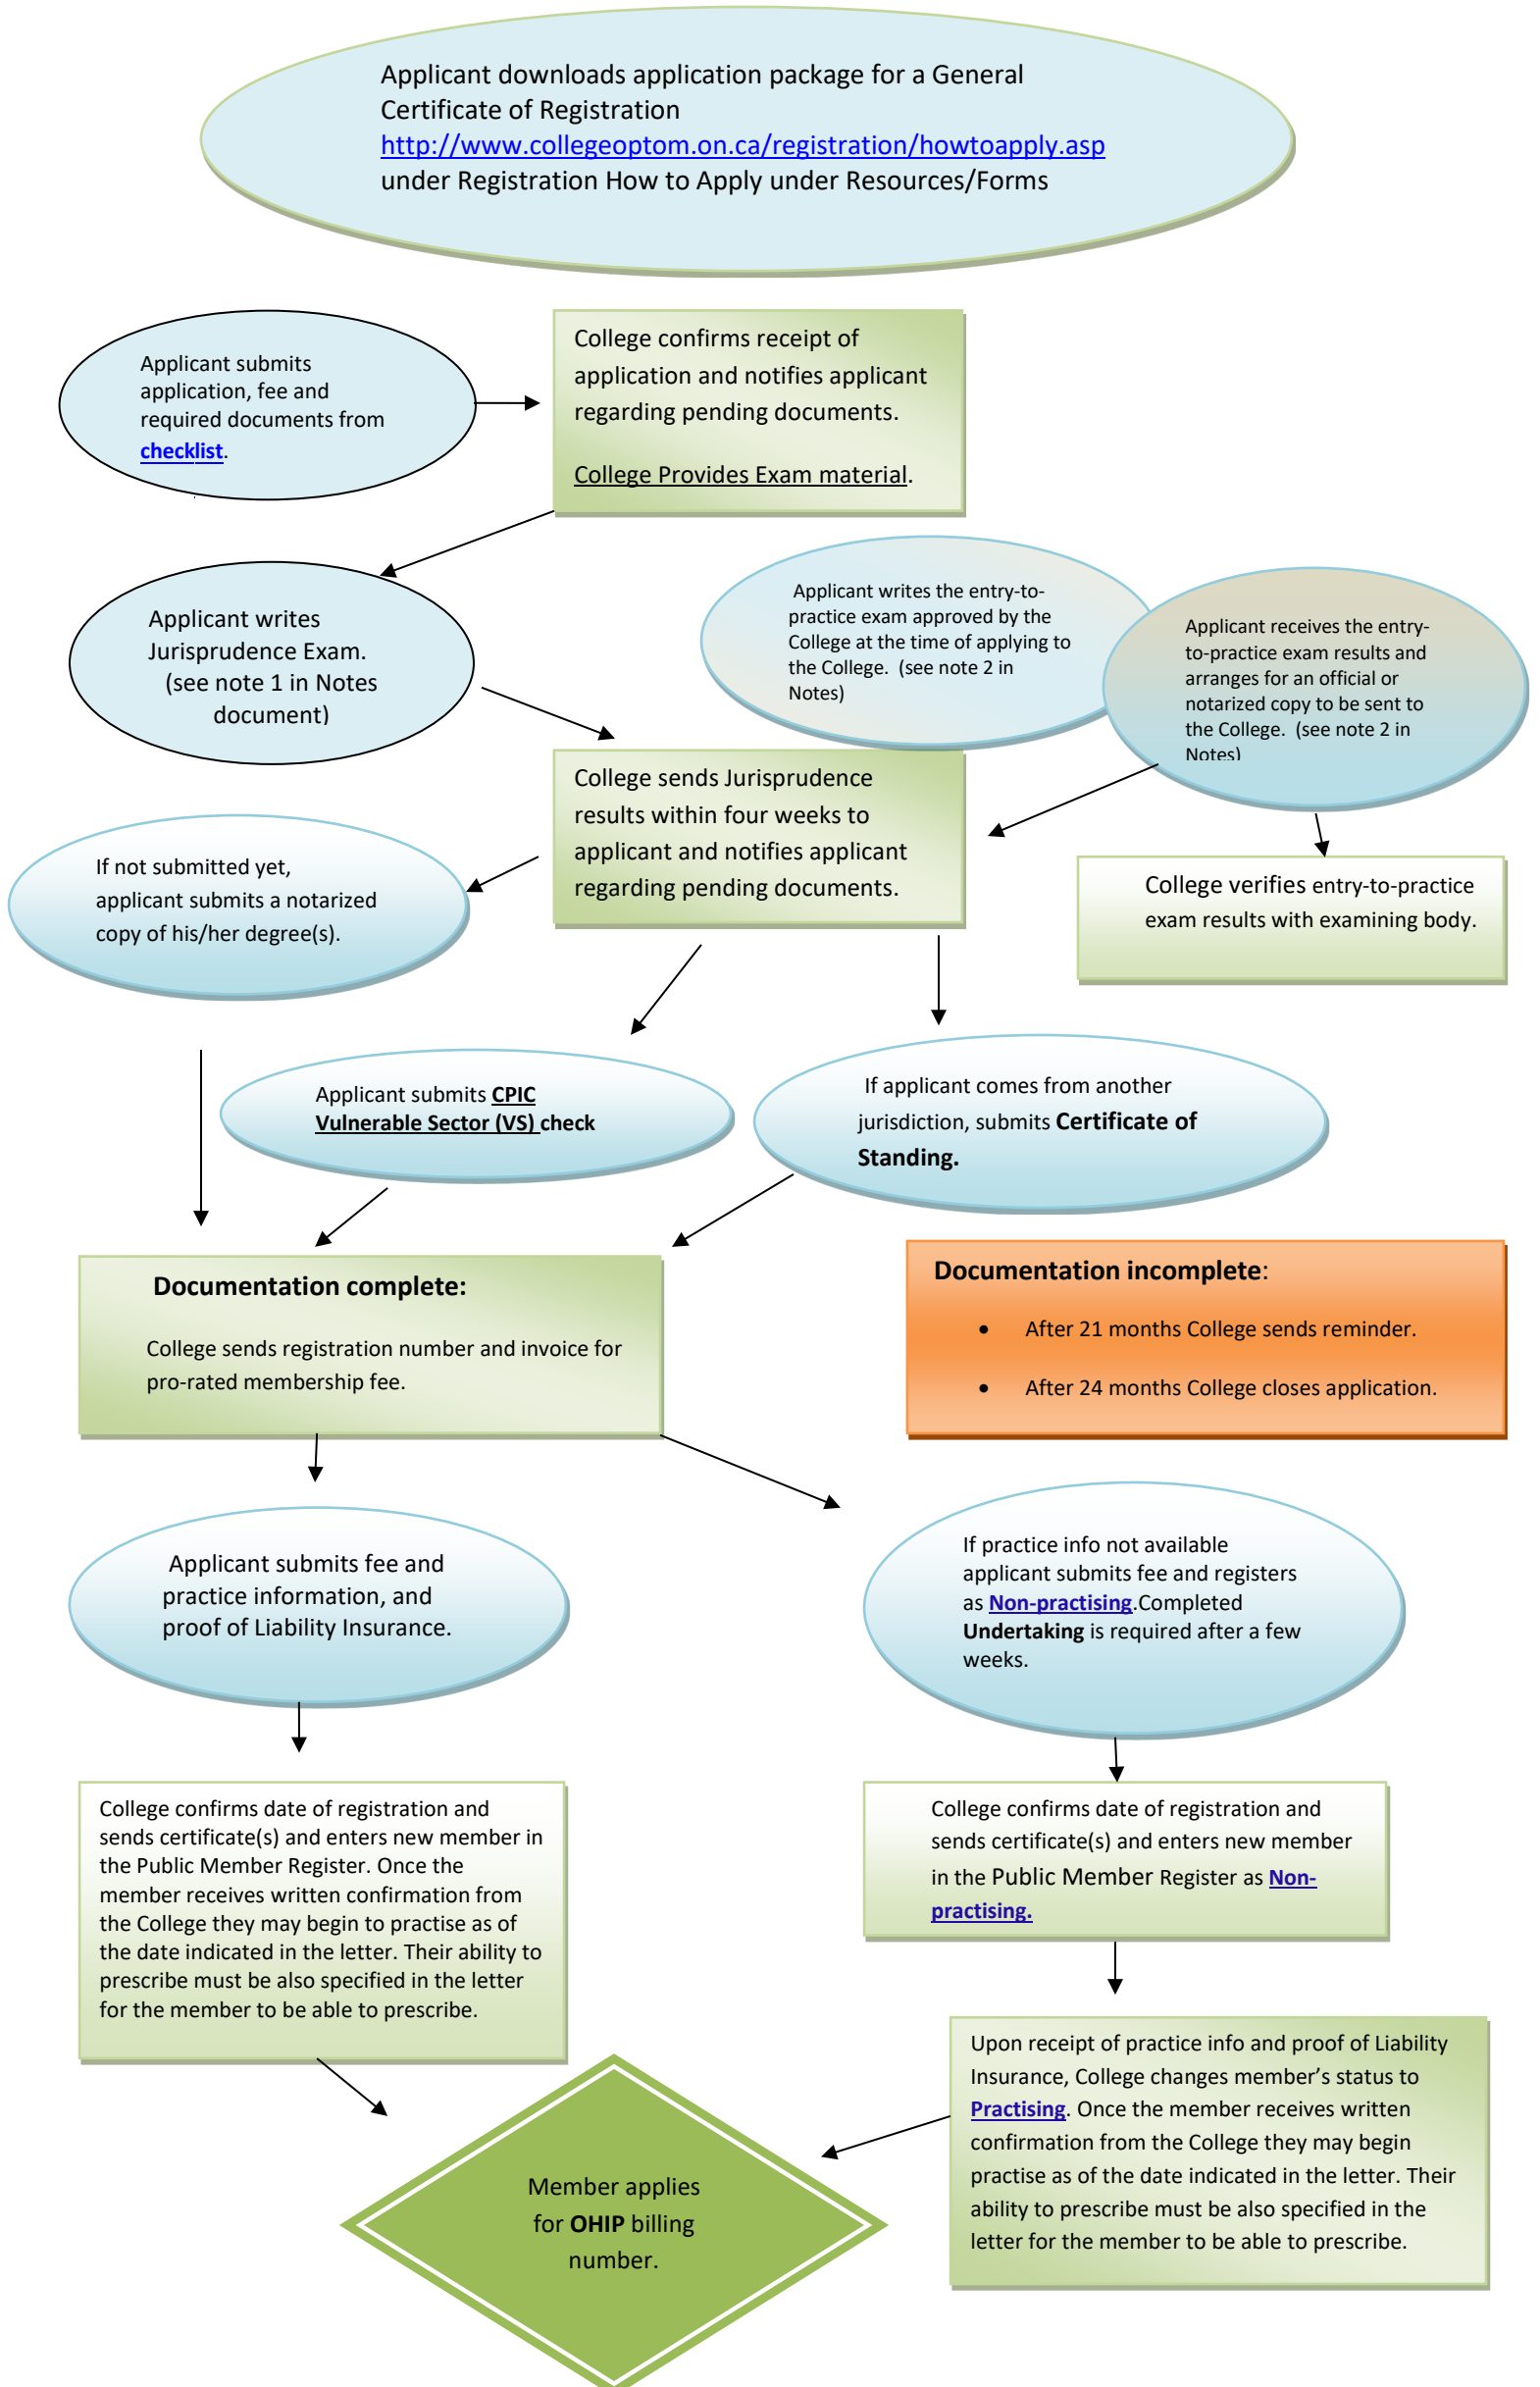 Applicant downloads application package for a General
Certificate of Registration
http://www.collegeoptom.on.ca/registration/howtoapply.asp
under Registration How to Apply under Resources/Forms
Applicant submits
application, fee and
required documents from
checklist.
College confirms receipt of
application and notifies applicant
regarding pending documents.
College Provides Exam material.
Applicant writes
Jurisprudence Exam.
(see note 1 in Notes
document)
Applicant writes the entry-to-
practice exam approved by the
College at the time of applying to
the College. (see note 2 in
Notes)
Applicant receives the entry-
to-practice exam results and
arranges for an official or
notarized copy to be sent to
the College. (see note 2 in
Notes)
College sends Jurisprudence
results within four weeks to
applicant and notifies applicant
regarding pending documents.
If not submitted yet,
applicant submits a notarized
copy of his/her degree(s).
College verifies entry-to-practice
exam results with examining body.
Applicant submits CPIC
Vulnerable Sector (VS) check
If applicant comes from another
jurisdiction, submits Certificate of
Standing.
Documentation complete:
College sends registration number and invoice for
pro-rated membership fee.
Documentation incomplete:
• After 21 months College sends reminder.
• After 24 months College closes application.
Applicant submits fee and
practice information, and
proof of Liability Insurance.
If practice info not available
applicant submits fee and registers
as Non-practising.Completed
Undertaking is required after a few
weeks.
College confirms date of registration and
sends certificate(s) and enters new member in
the Public Member Register. Once the
member receives written confirmation from
the College they may begin to practise as of
the date indicated in the letter. Their ability to
prescribe must be also specified in the letter
for the member to be able to prescribe.
College confirms date of registration and
sends certificate(s) and enters new member
in the Public Member Register as Non-
practising.
Upon receipt of practice info and proof of Liability
Insurance, College changes member’s status to
Practising. Once the member receives written
confirmation from the College they may begin
practise as of the date indicated in the letter. Their
ability to prescribe must be also specified in the
letter for the member to be able to prescribe.
Member applies
for OHIP billing
number.